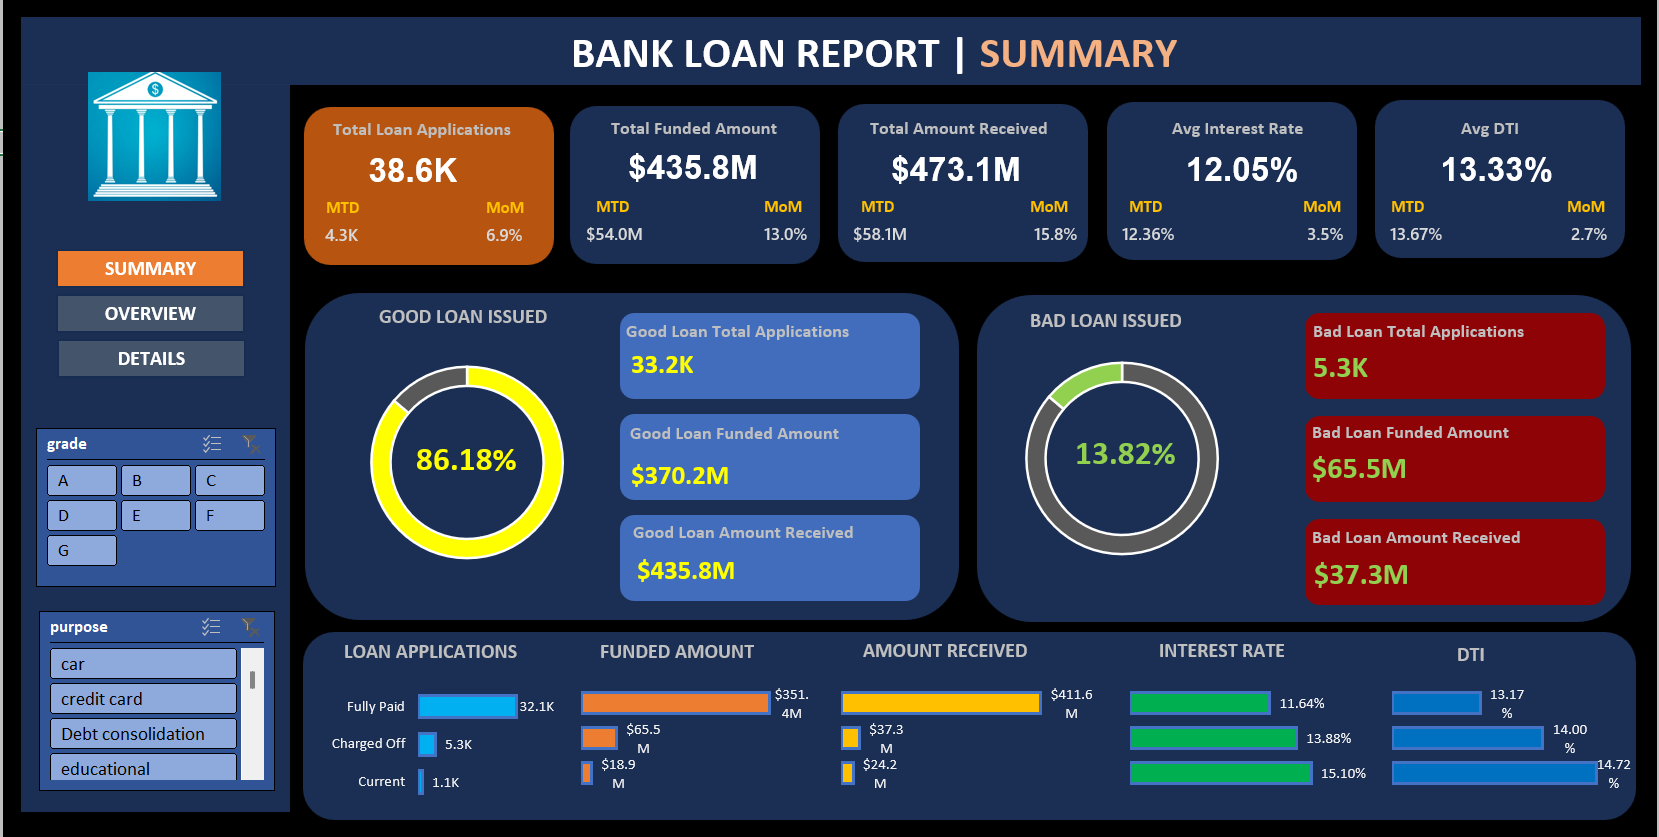 BANK LOAN REPORT | SUMMARY
$
SUMMARY
OVERVIEW
DETAILS
grade
A B C
D E F
G
purpose
car
credit card
Debt consolidation
educational
Total Loan Applications
38.6K
MTD MoM
4.3K 6.9%
Total Funded Amount
$435.8M
MTD MoM
$54.0M 13.0%
Total Amount Received
$473.1M
MTD MoM
$58.1M 15.8%
Avg Interest Rate
12.05%
MTD MoM
12.36% 3.5%
Avg DTI
13.33%
MTD MoM
13.67% 2.7%
GOOD LOAN ISSUED
86.18%
Good Loan Total Applications
33.2K
Good Loan Funded Amount
$370.2M
Good Loan Amount Received
$435.8M
BAD LOAN ISSUED
13.82%
Bad Loan Total Applications
5.3K
Bad Loan Funded Amount
$65.5M
Bad Loan Amount Received
$37.3M
LOAN APPLICATIONS
Fully Paid 32.1K
Charged Off 5.3K
Current 1.1K
FUNDED AMOUNT
$351.
4M
$65.5
M
$18.9
M
AMOUNT RECEIVED
$411.6
M
$37.3
M
$24.2
M
INTEREST RATE
11.64%
13.88%
15.10%
DTI
13.17
%
14.00
%
14.72
%